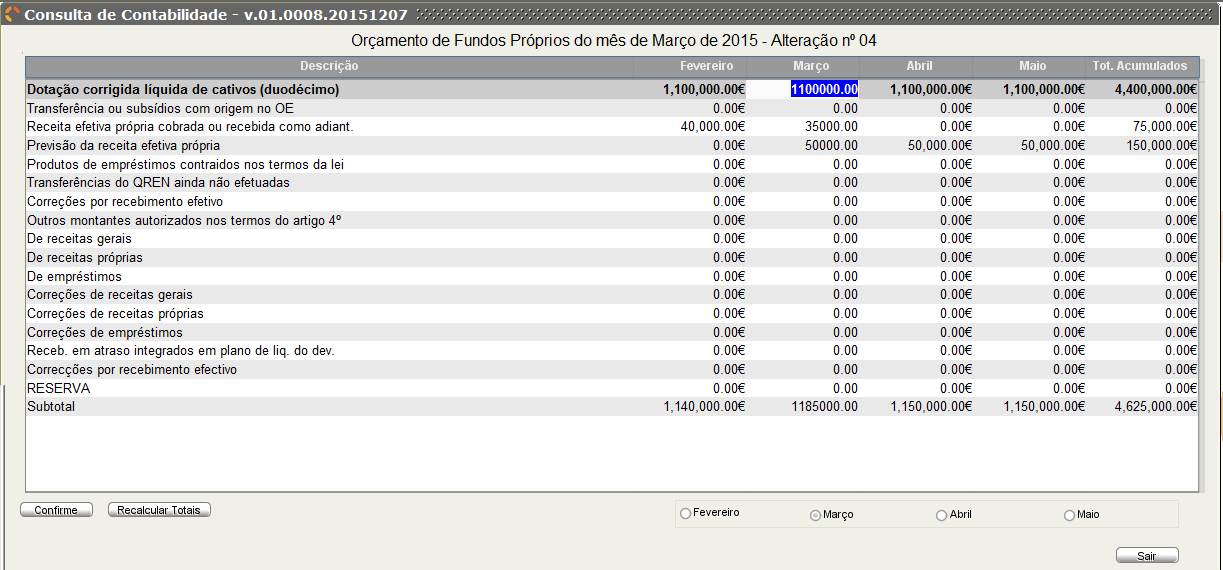 Consulta de Contabilidade - v.01.0008.20151207
Orçamento de Fundos Próprios do mês de Março de 2015 - Alteração nº 04
Descrição Fevereiro Março Abril Maio Tot. Acumulados
Dotação corrigida líquida de cativos (duodécimo) 1,100,000.00€ 1100000.00 1,100,000.00€ 1,100,000.00€ 4,400,000.00€
Transferência ou subsídios com origem no OE 0.00€ 0.00 0.00€ 0.00€ 0.00€
Receita efetiva própria cobrada ou recebida como adiant. 40,000.00€ 35000.00 0.00€ 0.00€ 75,000.00€
Previsão da receita efetiva própria 0.00€ 50000.00 50,000.00€ 50,000.00€ 150,000.00€
Produtos de empréstimos contraidos nos termos da lei 0.00€ 0.00 0.00€ 0.00€ 0.00€
Transferências do QREN ainda não efetuadas 0.00€ 0.00 0.00€ 0.00€ 0.00€
Correções por recebimento efetivo 0.00€ 0.00 0.00€ 0.00€ 0.00€
Outros montantes autorizados nos termos do artigo 4º 0.00€ 0.00 0.00€ 0.00€ 0.00€
De receitas gerais 0.00€ 0.00 0.00€ 0.00€ 0.00€
De receitas próprias 0.00€ 0.00 0.00€ 0.00€ 0.00€
De empréstimos 0.00€ 0.00 0.00€ 0.00€ 0.00€
Correções de receitas gerais 0.00€ 0.00 0.00€ 0.00€ 0.00€
Correções de receitas próprias 0.00€ 0.00 0.00€ 0.00€ 0.00€
Correções de empréstimos 0.00€ 0.00 0.00€ 0.00€ 0.00€
Receb. em atraso integrados em plano de liq. do dev. 0.00€ 0.00 0.00€ 0.00€ 0.00€
Correcções por recebimento efectivo 0.00€ 0.00 0.00€ 0.00€ 0.00€
RESERVA 0.00€ 0.00 0.00€ 0.00€ 0.00€
Subtotal 1,140,000.00€ 1185000.00 1,150,000.00€ 1,150,000.00€ 4,625,000.00€
Confirme Recalcular Totais Fevereiro Março Abril Maio
Sair